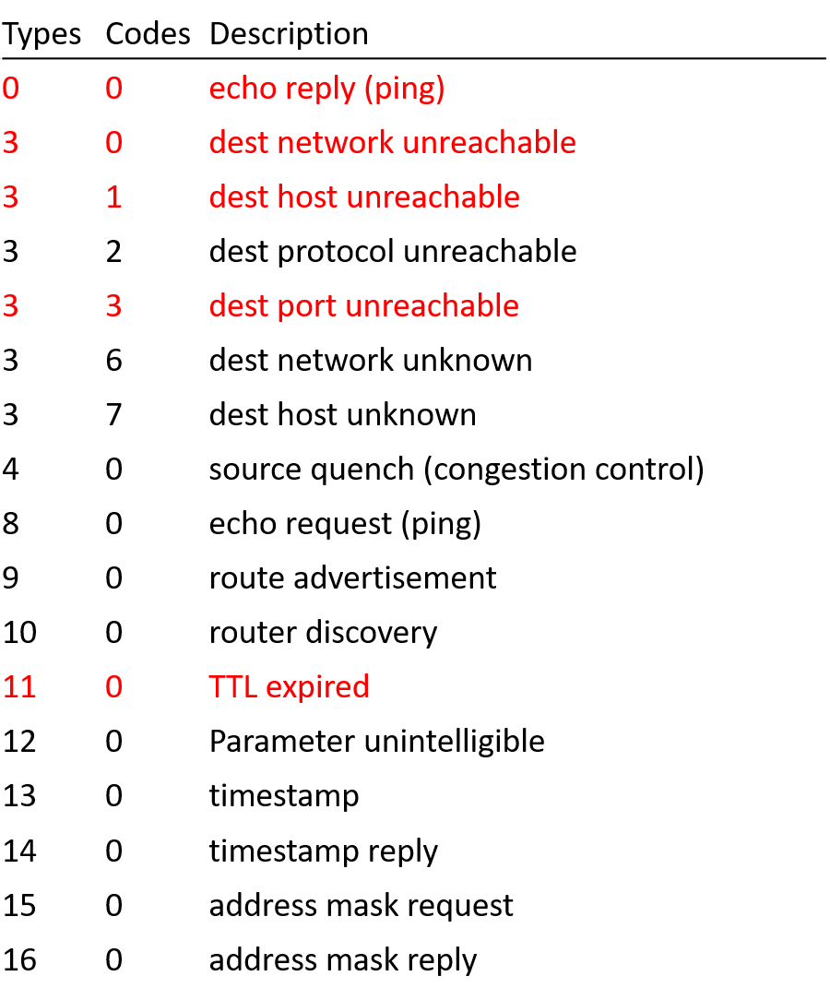 Types Codes Description
0 0 echo reply (ping)
3 0 dest network unreachable
3 1 dest host unreachable
3 2 dest protocol unreachable
3 3 dest port unreachable
3 6 dest network unknown
3 7 dest host unknown
4 0 source quench (congestion control)
8 0 echo request (ping)
9 0 route advertisement
10 0 router discovery
11 0 TTL expired
12 0 Parameter unintelligible
13 0 timestamp
14 0 timestamp reply
15 0 address mask request
16 0 address mask reply